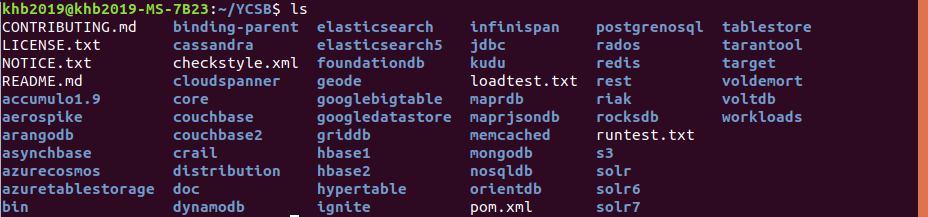 khb2019@khb2019-MS-7B23:~/YCSB$ ls
CONTRIBUTING.md binding-parent elasticsearch infinispan postgrenosql tablestore
LICENSE.txt cassandra elasticsearch5 jdbc rados tarantool
NOTICE.txt checkstyle.xml foundationdb kudu redis target
README.md cloudspanner geode loadtest.txt rest voldemort
accumulo1.9 core googlebigtable maprdb riak voltdb
aerospike couchbase googledatastore maprjsondb rocksdb workloads
arangodb couchbase2 griddb memcached runtest.txt
asynchbase crail hbase1 mongodb s3
azurecosmos distribution hbase2 nosqldb solr
azuretablestorage doc hypertable orientdb solr6
bin dynamodb ignite pom.xml solr7